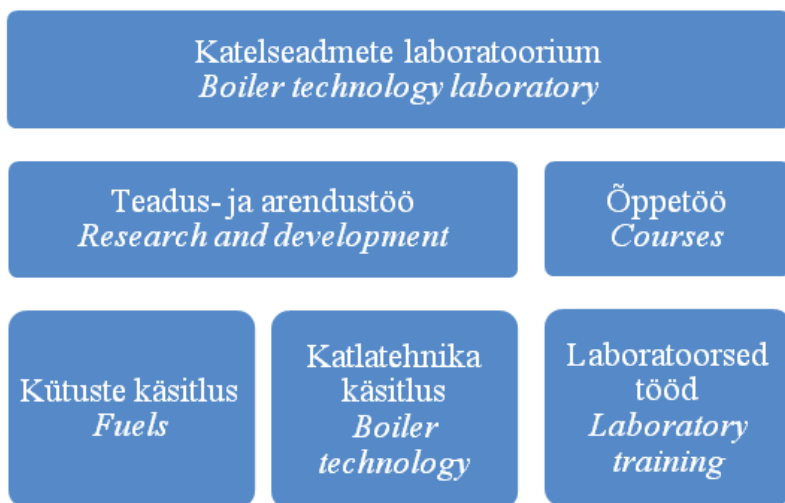 Katelseadmete laboratoorium
Boiler technology laboratory
Teadus- ja arendustöö
Research and development
Õppetöö
Courses
Kütuste käsitlus
Fuels
Katlatehnika
käsitlus
Boiler
technology
Laboratoorsed
tööd
Laboratory
training